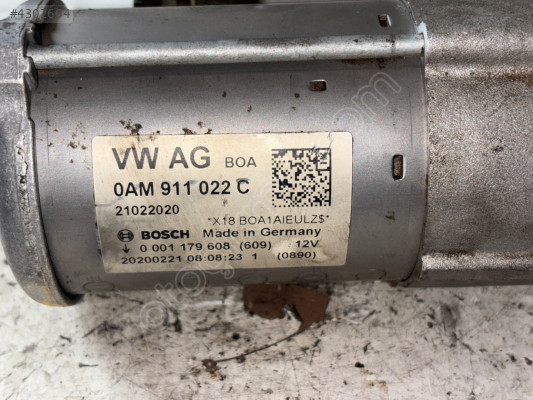 VW AG BOA
0AM 911 022 C
21022020
*X18 BOA1AIEULZ$*
BOSCH Made in Germany
0 001 179 608 (609) 12V
20200221 08:08:23 1 (0890)